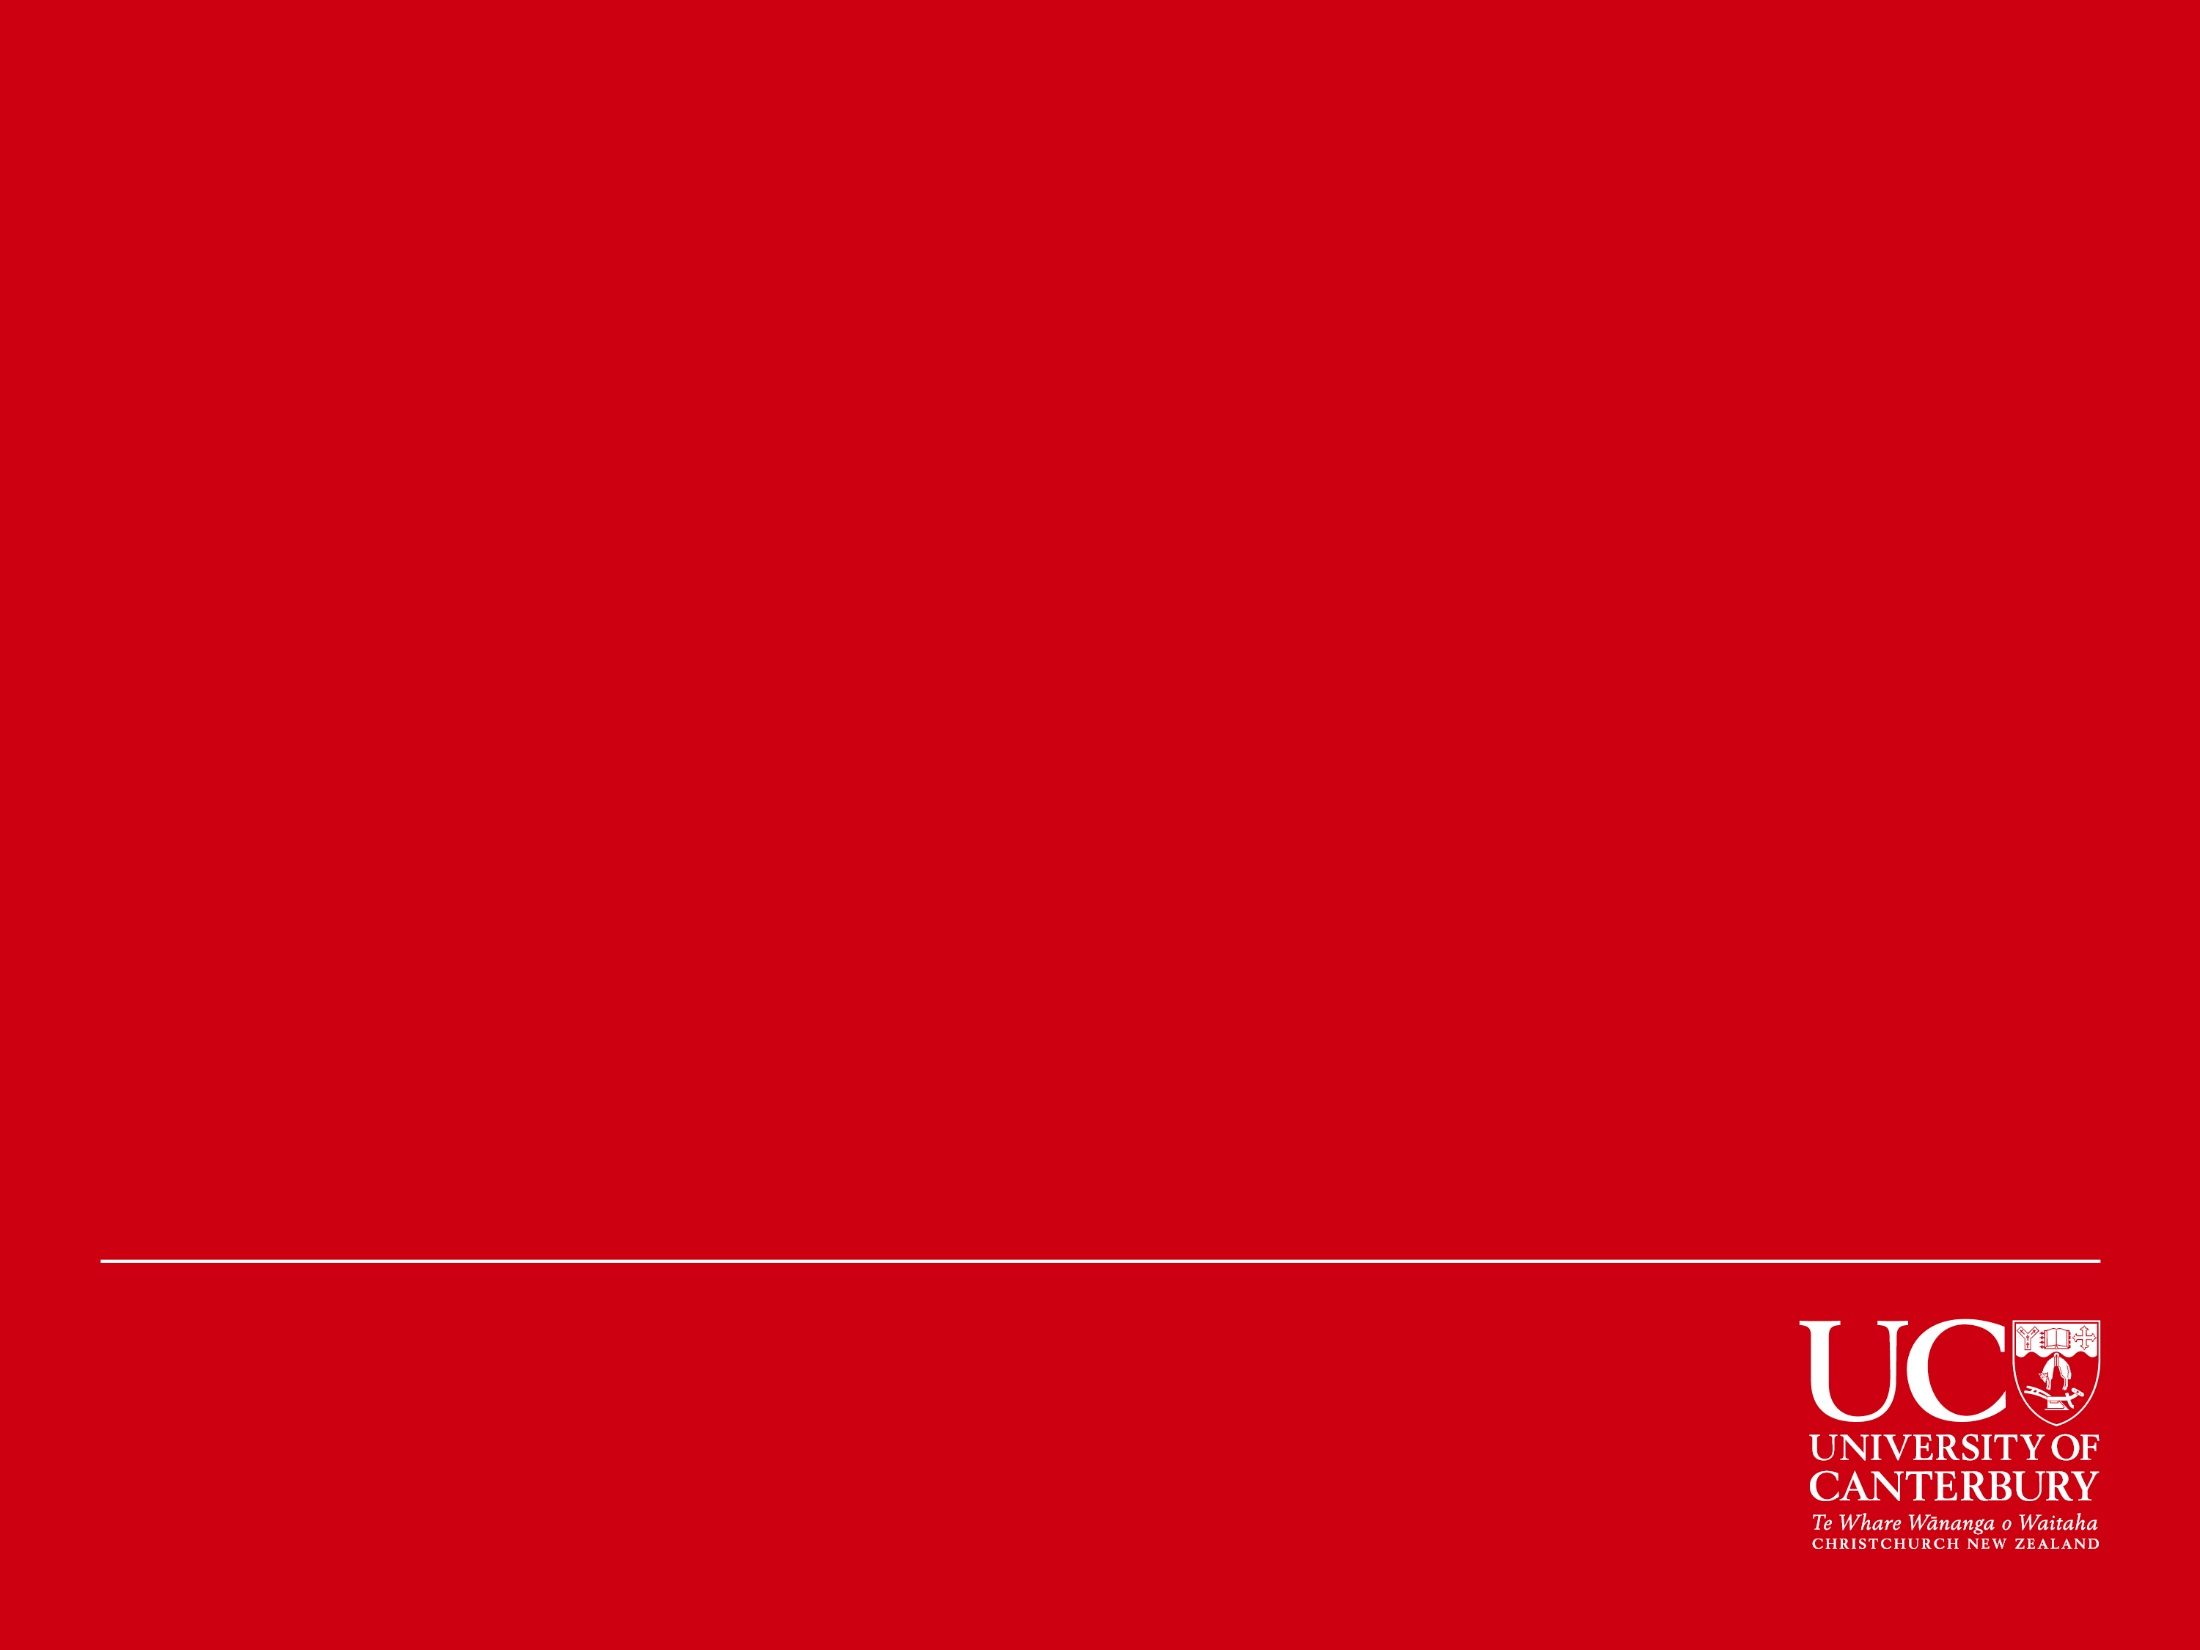 UC
UNIVERSITY OF
CANTERBURY
Te Whare Wānanga o Waitaha
CHRISTCHURCH NEW ZEALAND